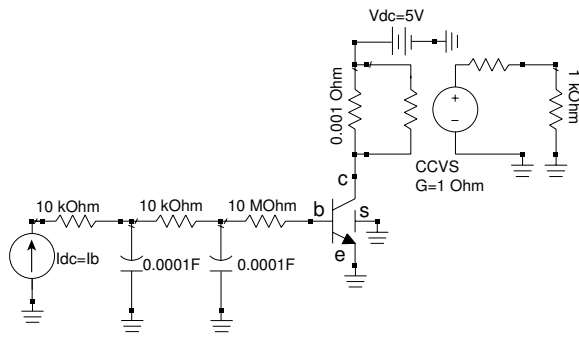 Vdc=5V
0.001 Ohm
1 kOhm
CCVS
G=1 Ohm
c
10 kOhm
10 kOhm
10 MOhm
b
s
e
Idc=Ib
0.0001F
0.0001F